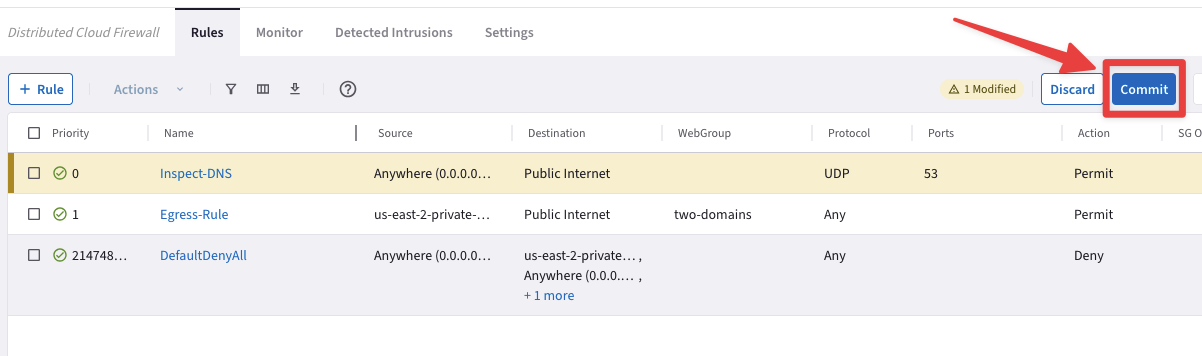 Distributed Cloud Firewall Rules Monitor Detected Intrusions Settings
+ Rule Actions 1 Modified Discard Commit
Priority Name Source Destination WebGroup Protocol Ports Action SG O
0 Inspect-DNS Anywhere (0.0.0.0... Public Internet UDP 53 Permit
1 Egress-Rule us-east-2-private-... Public Internet two-domains Any Permit
214748... DefaultDenyAll Anywhere (0.0.0.0... us-east-2-private... , Any Deny
Anywhere (0.0.0.... ,
+ 1 more